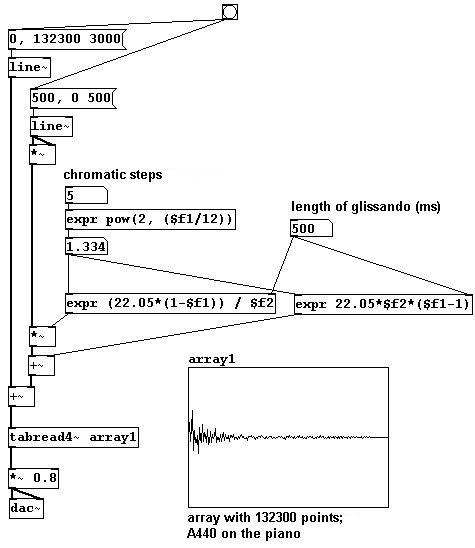 0, 132300 3000
line~
500, 0 500
line~
*~
chromatic steps
5
expr pow(2, ($f1/12))
1.334
length of glissando (ms)
500
expr (22.05*(1-$f1)) / $f2
expr 22.05*$f2*($f1-1)
*~
+~
+~
tabread4~ array1
*~ 0.8
dac~
array1
array with 132300 points;
A440 on the piano